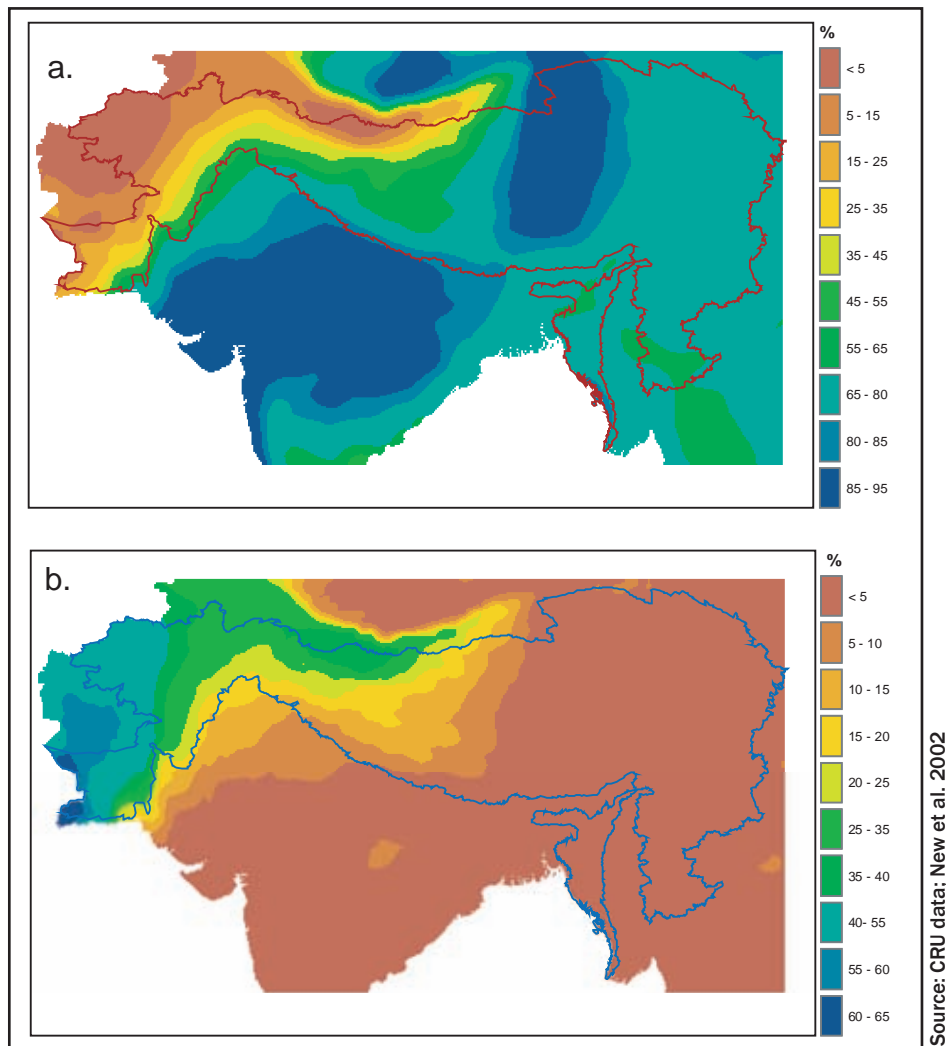 a.
%
< 5
5 - 15
15 - 25
25 - 35
35 - 45
45 - 55
55 - 65
65 - 80
80 - 85
85 - 95
b.
%
< 5
5 - 10
10 - 15
15 - 20
20 - 25
25 - 35
35 - 40
40- 55
55 - 60
60 - 65
Source: CRU data; New et al. 2002